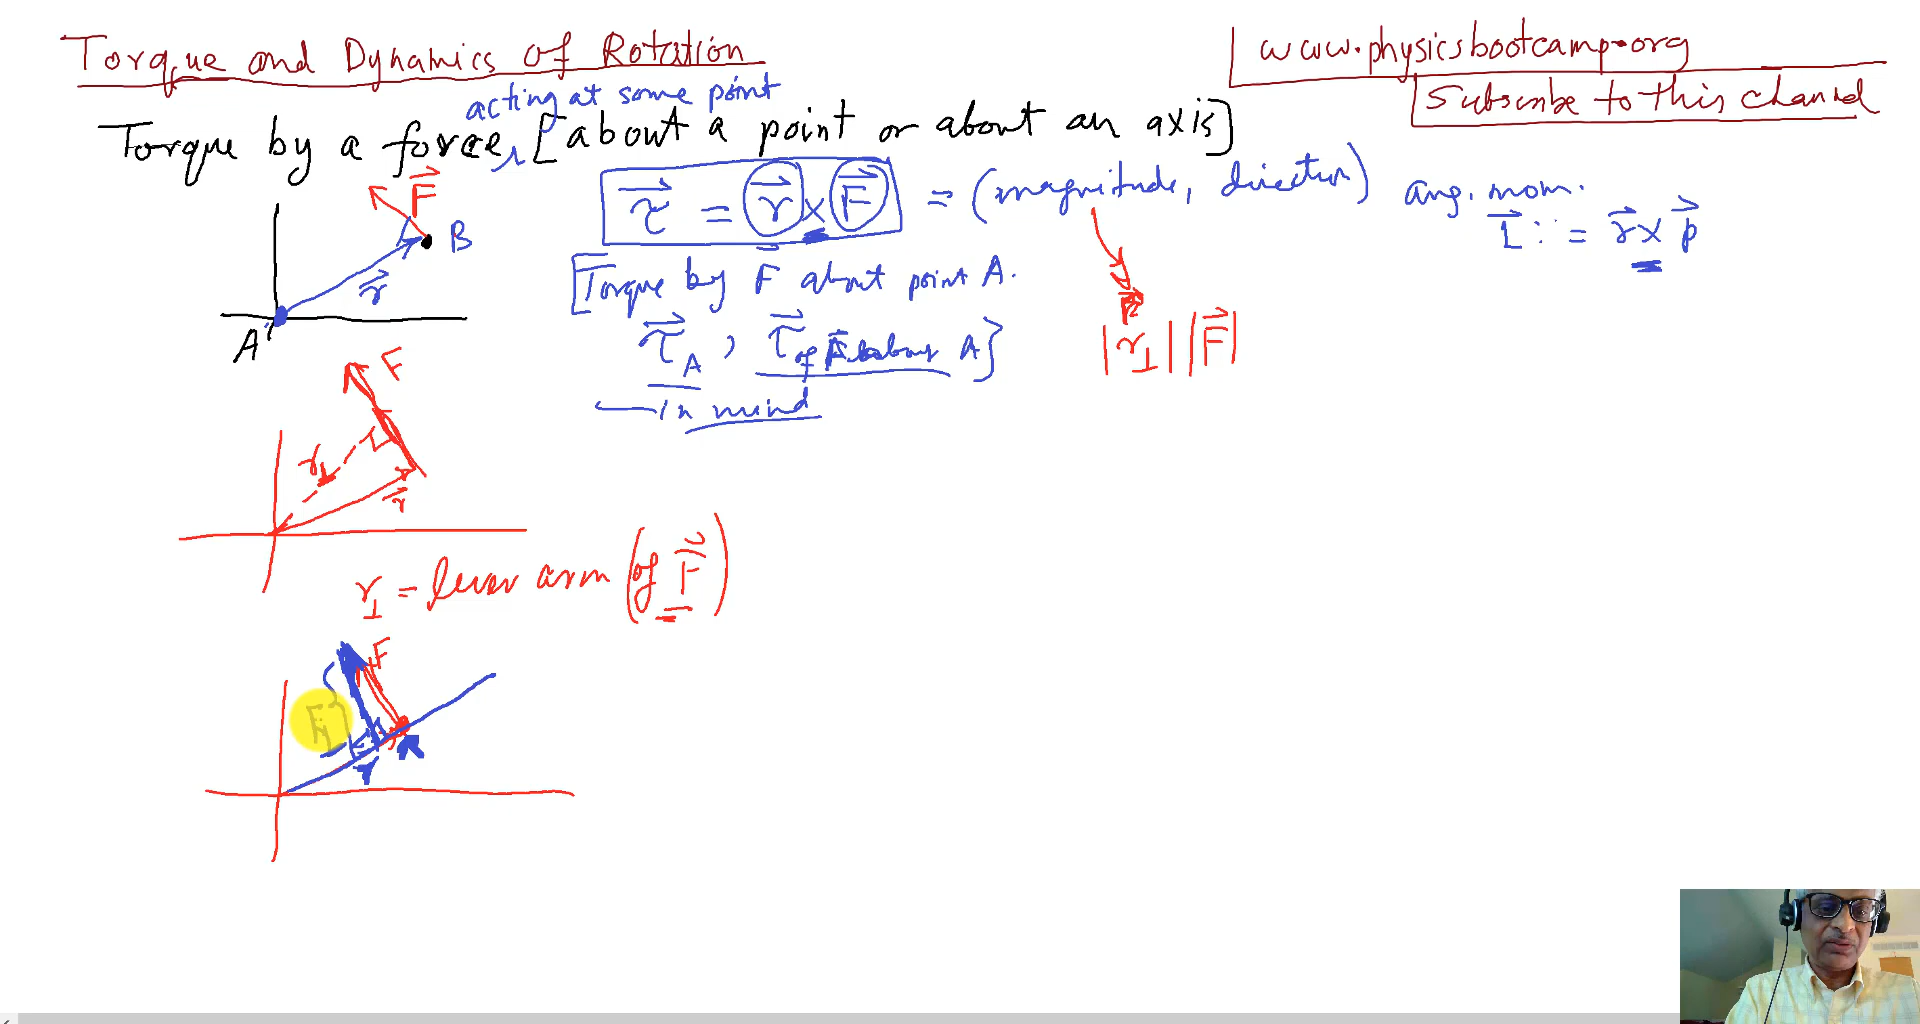 Torque and Dynamics of Rotation
www.physicsbootcamp.org
Subscribe to this channel
acting at some point
Torque by a force [about a point or about an axis]
F⃗
B
r⃗
A
τ⃗ = r⃗ × F⃗ = (magnitude, direction)
ang. mom.
L⃗ := r⃗ × p⃗
[Torque by F⃗ about point A.
τ⃗_A , τ⃗ of F⃗ about A]
in mind
|r⊥| |F⃗|
F
r⊥
r⃗
r⊥ = lever arm (of F⃗)
F
r